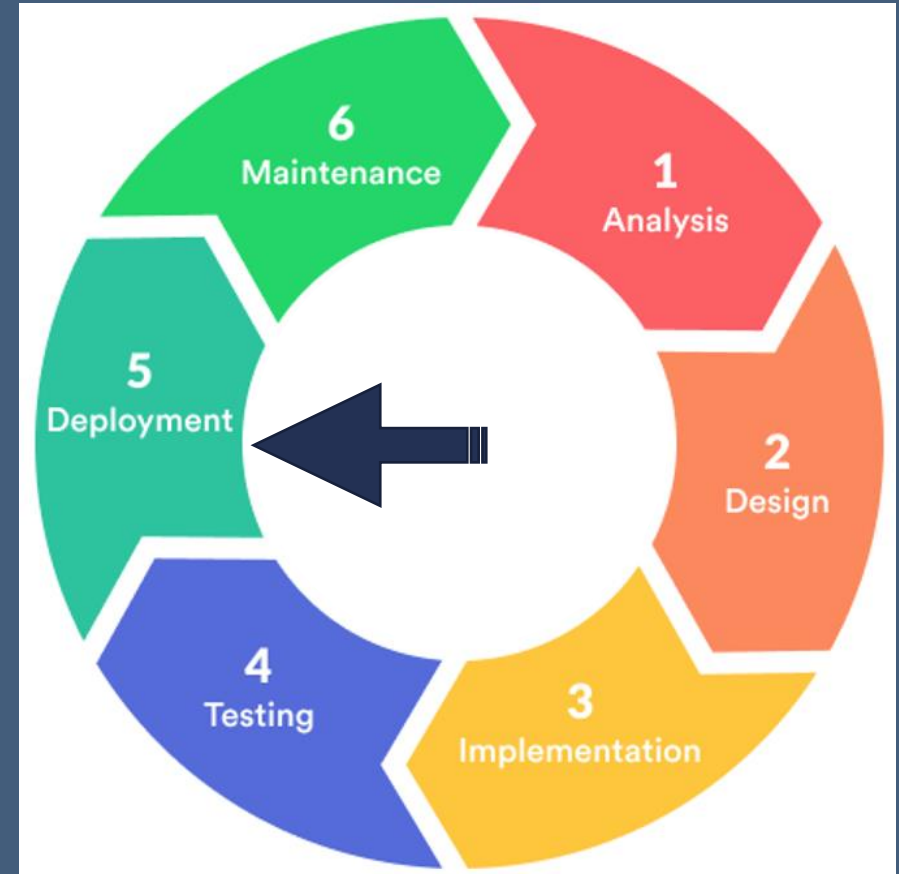 1
Analysis
2
Design
3
Implementation
4
Testing
5
Deployment
6
Maintenance